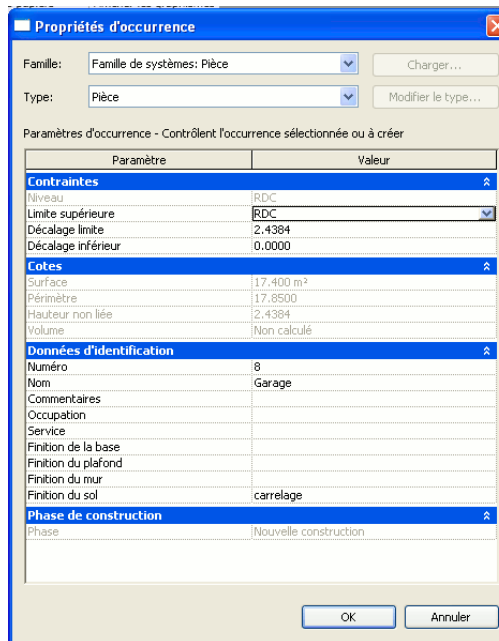 Propriétés d'occurrence
Famille: Famille de systèmes: Pièce Charger...
Type: Pièce Modifier le type...
Paramètres d'occurrence - Contrôlent l'occurrence sélectionnée ou à créer
Paramètre Valeur
Contraintes
Niveau RDC
Limite supérieure RDC
Décalage limite 2.4384
Décalage inférieur 0.0000
Cotes
Surface 17.400 m²
Périmètre 17.8500
Hauteur non liée 2.4384
Volume Non calculé
Données d'identification
Numéro 8
Nom Garage
Commentaires
Occupation
Service
Finition de la base
Finition du plafond
Finition du mur
Finition du sol carrelage
Phase de construction
Phase Nouvelle construction
OK Annuler